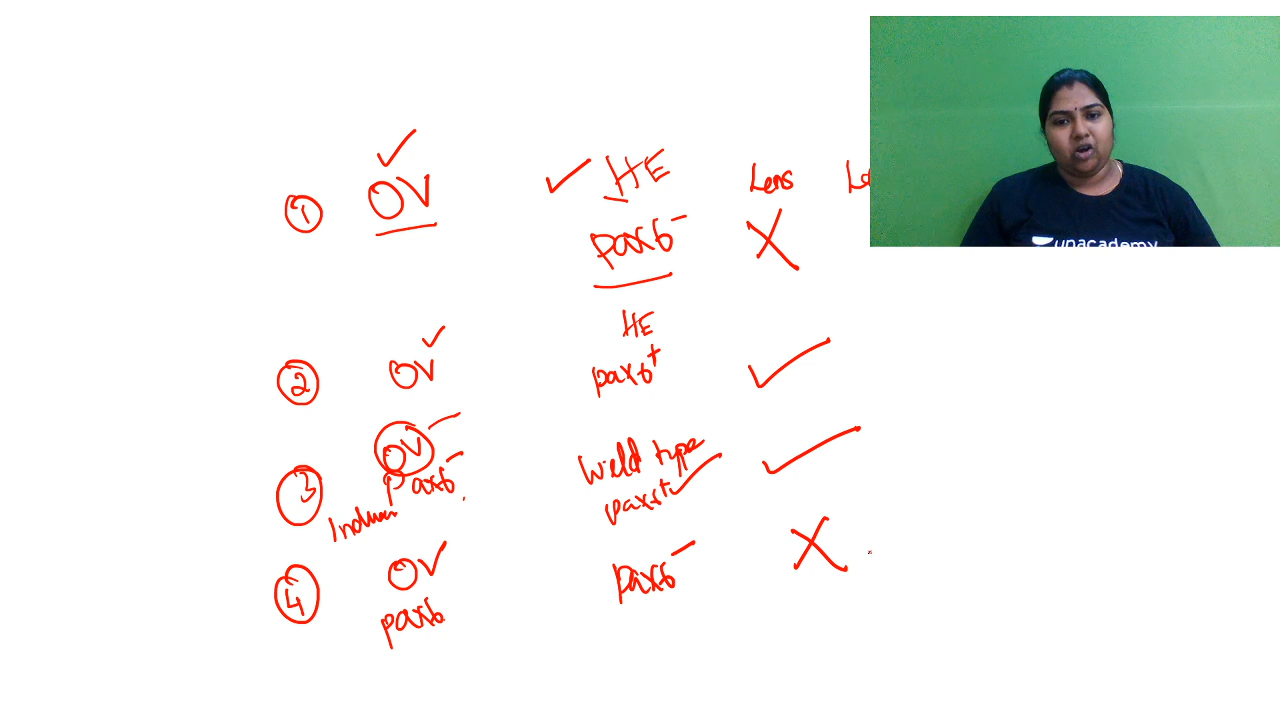 ① OV HE Lens
pax6⁻
HE
② OV pax6⁺
OV wild type
③ Pax6⁻ pax6⁺
④ OV pax6⁻
pax6
unacademy